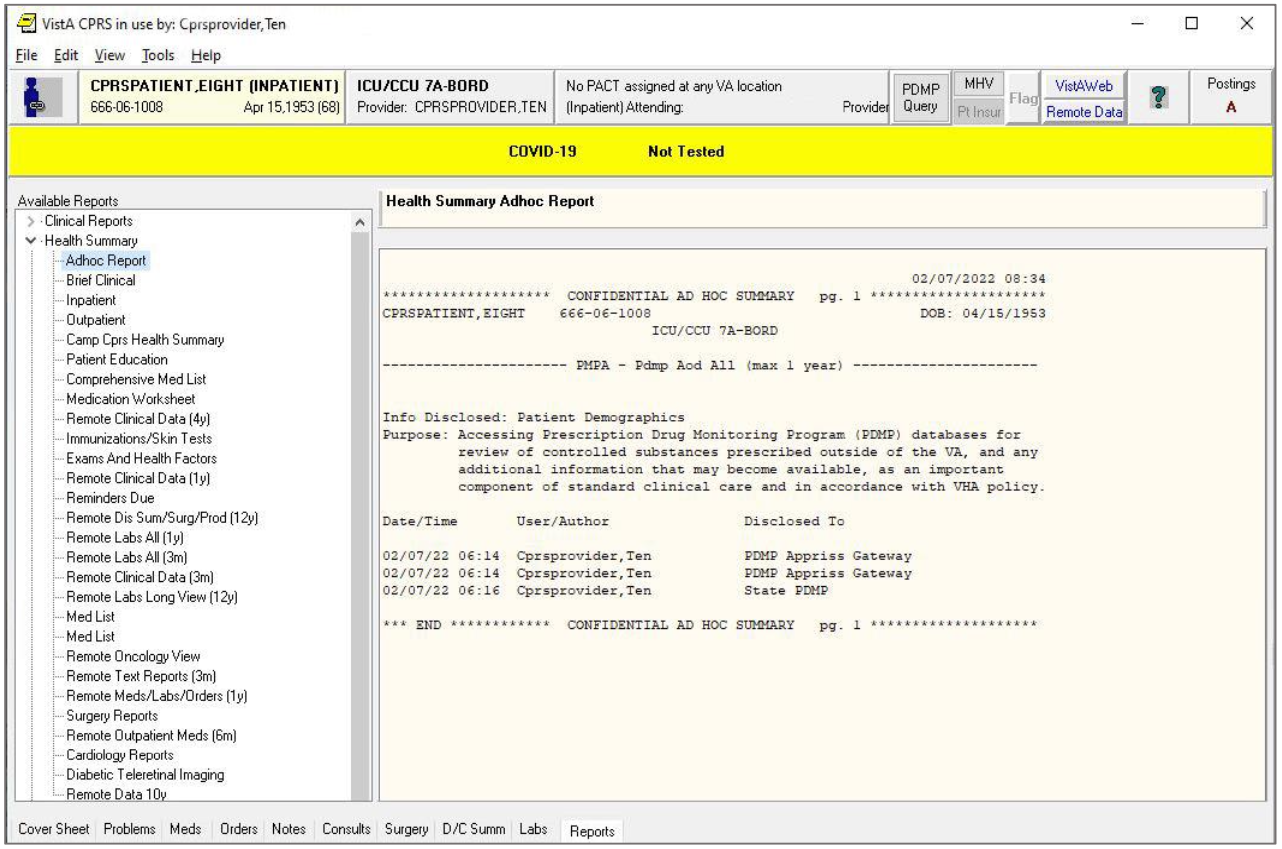 VistA CPRS in use by: Cprsprovider,Ten
File Edit View Tools Help
CPRSPATIENT,EIGHT (INPATIENT)
666-06-1008 Apr 15,1953 (68)
ICU/CCU 7A-BORD
Provider: CPRSPROVIDER,TEN
No PACT assigned at any VA location
(Inpatient) Attending: Provider
PDMP
Query
MHV
Pt Insur
Flag
VistAWeb
Remote Data
?
Postings
A
COVID-19 Not Tested
Available Reports
Clinical Reports
Health Summary
Adhoc Report
Brief Clinical
Inpatient
Outpatient
Camp Cprs Health Summary
Patient Education
Comprehensive Med List
Medication Worksheet
Remote Clinical Data (4y)
Immunizations/Skin Tests
Exams And Health Factors
Remote Clinical Data (1y)
Reminders Due
Remote Dis Sum/Surg/Prod (12y)
Remote Labs All (1y)
Remote Labs All (3m)
Remote Clinical Data (3m)
Remote Labs Long View (12y)
Med List
Med List
Remote Oncology View
Remote Text Reports (3m)
Remote Meds/Labs/Orders (1y)
Surgery Reports
Remote Outpatient Meds (6m)
Cardiology Reports
Diabetic Teleretinal Imaging
Remote Data 10y
Health Summary Adhoc Report
02/07/2022 08:34
******************** CONFIDENTIAL AD HOC SUMMARY pg. 1 *********************
CPRSPATIENT,EIGHT 666-06-1008 DOB: 04/15/1953
ICU/CCU 7A-BORD
---------------------- PMPA - Pdmp Aod All (max 1 year) ----------------------
Info Disclosed: Patient Demographics
Purpose: Accessing Prescription Drug Monitoring Program (PDMP) databases for
review of controlled substances prescribed outside of the VA, and any
additional information that may become available, as an important
component of standard clinical care and in accordance with VHA policy.
Date/Time User/Author Disclosed To
02/07/22 06:14 Cprsprovider,Ten PDMP Appriss Gateway
02/07/22 06:14 Cprsprovider,Ten PDMP Appriss Gateway
02/07/22 06:16 Cprsprovider,Ten State PDMP
*** END ************ CONFIDENTIAL AD HOC SUMMARY pg. 1 ********************
Cover Sheet Problems Meds Orders Notes Consults Surgery D/C Summ Labs Reports